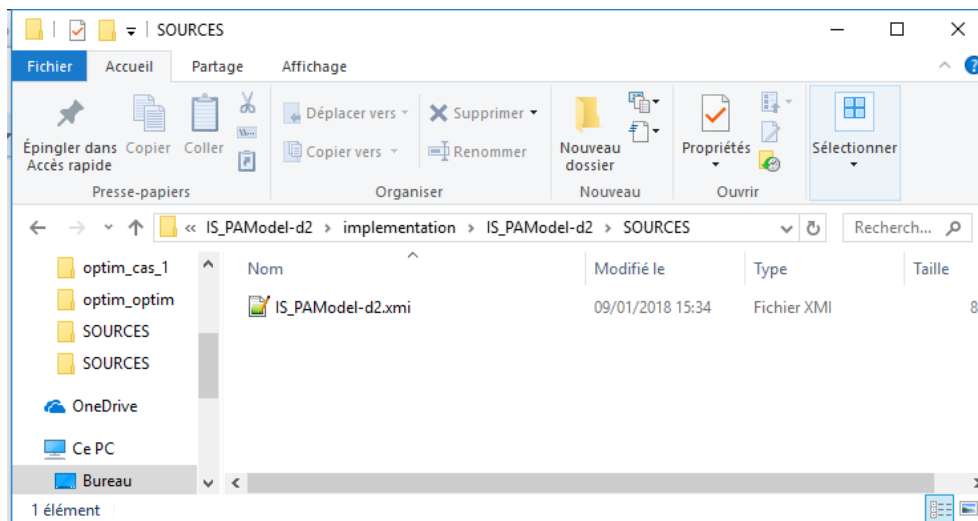 SOURCES
Fichier Accueil Partage Affichage
Épingler dans Accès rapide
Copier
Coller
Déplacer vers
Copier vers
Supprimer
Renommer
Nouveau dossier
Propriétés
Sélectionner
Presse-papiers Organiser Nouveau Ouvrir
« IS_PAModel-d2 > implementation > IS_PAModel-d2 > SOURCES
Recherch...
optim_cas_1
optim_optim
SOURCES
SOURCES
OneDrive
Ce PC
Bureau
Nom Modifié le Type Taille
IS_PAModel-d2.xmi 09/01/2018 15:34 Fichier XMI 8
1 élément